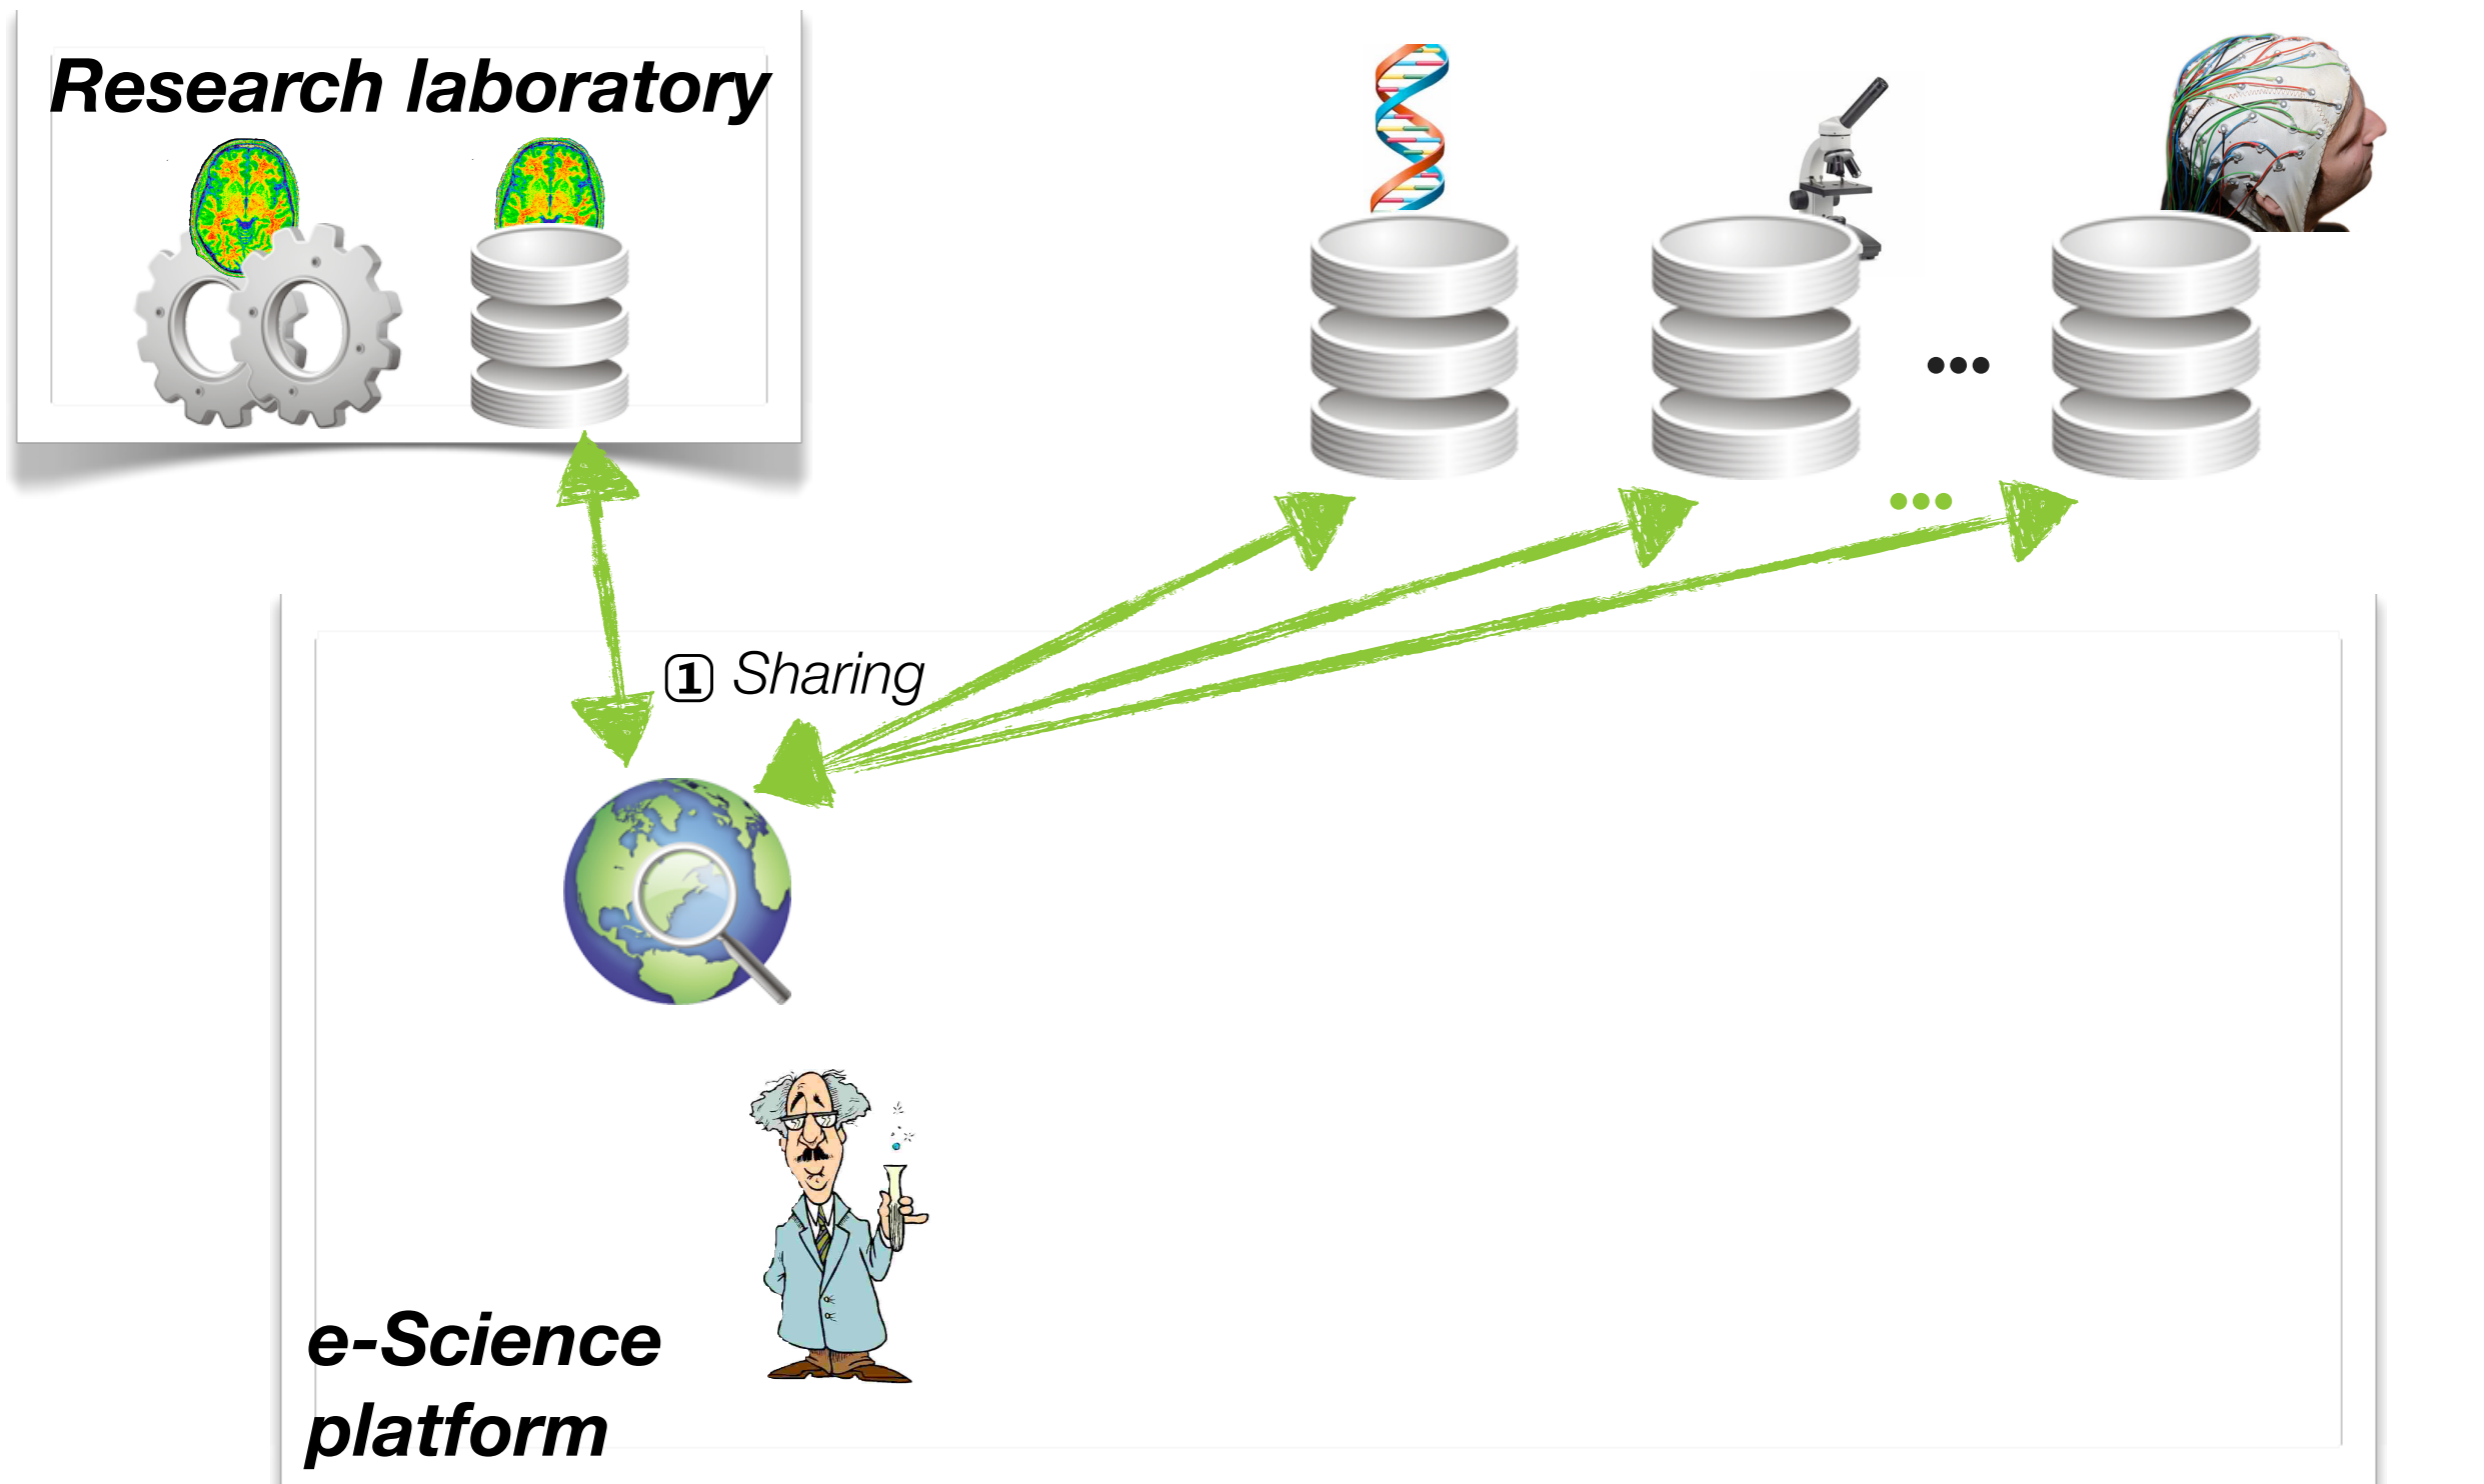 Research laboratory
•••
•••
1 Sharing
e-Science
platform